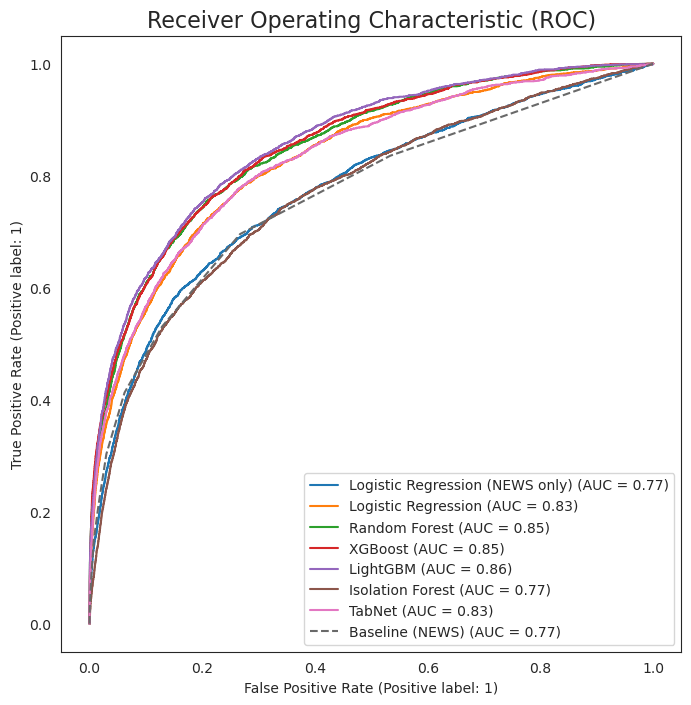 Receiver Operating Characteristic (ROC)
1.0
0.8
0.6
0.4
0.2
0.0
True Positive Rate (Positive label: 1)
Logistic Regression (NEWS only) (AUC = 0.77)
Logistic Regression (AUC = 0.83)
Random Forest (AUC = 0.85)
XGBoost (AUC = 0.85)
LightGBM (AUC = 0.86)
Isolation Forest (AUC = 0.77)
TabNet (AUC = 0.83)
Baseline (NEWS) (AUC = 0.77)
0.0 0.2 0.4 0.6 0.8 1.0
False Positive Rate (Positive label: 1)